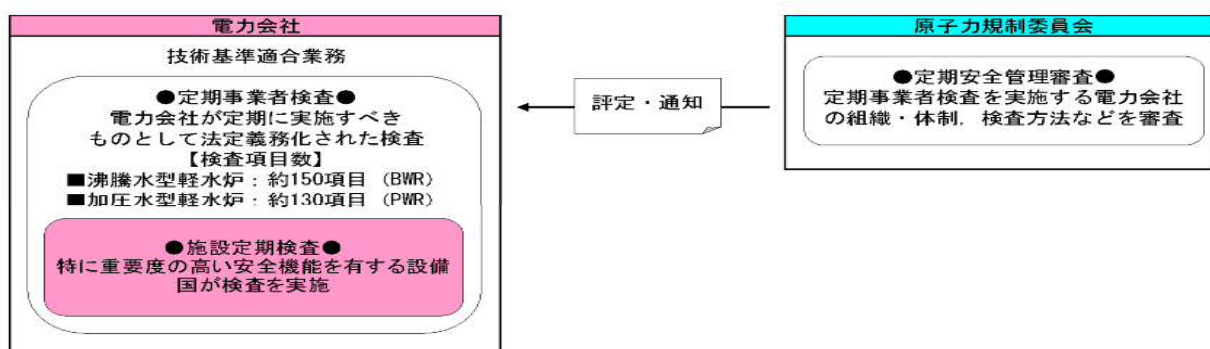 電力会社
技術基準適合業務
●定期事業者検査●
電力会社が定期に実施すべき
ものとして法定義務化された検査
【検査項目数】
■沸騰水型軽水炉：約150項目 (BWR)
■加圧水型軽水炉：約130項目 (PWR)
●施設定期検査●
特に重要度の高い安全機能を有する設備
国が検査を実施
評定・通知
原子力規制委員会
●定期安全管理審査●
定期事業者検査を実施する電力会社
の組織・体制，検査方法などを審査